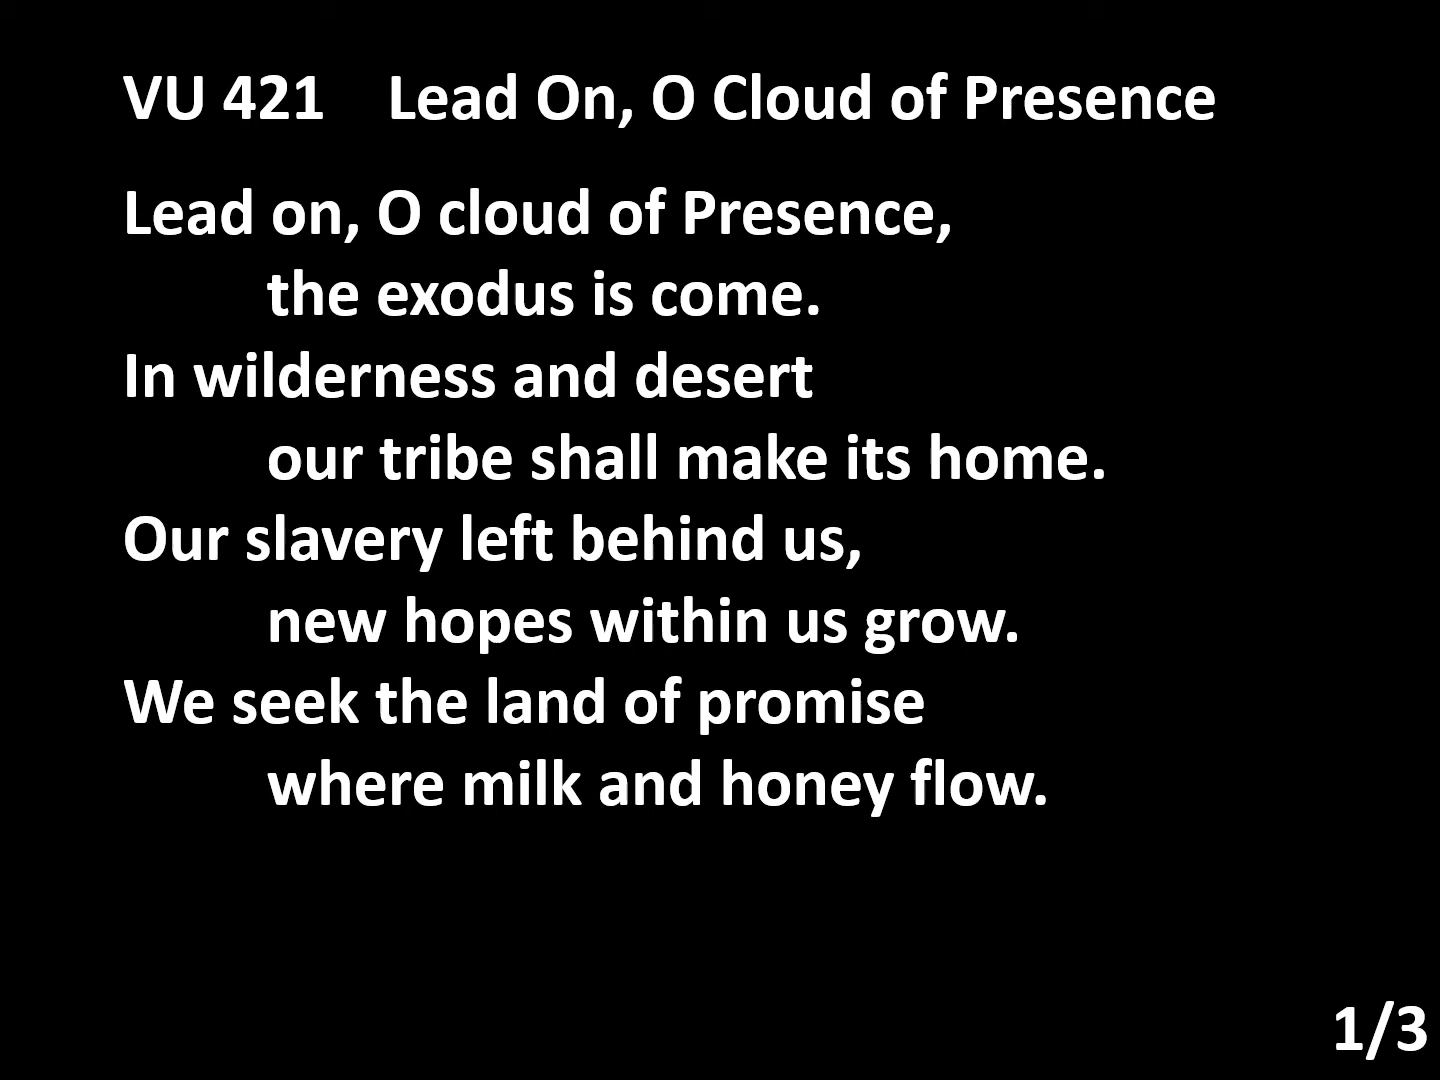 VU 421 Lead On, O Cloud of Presence
Lead on, O cloud of Presence,
the exodus is come.
In wilderness and desert
our tribe shall make its home.
Our slavery left behind us,
new hopes within us grow.
We seek the land of promise
where milk and honey flow.
1/3